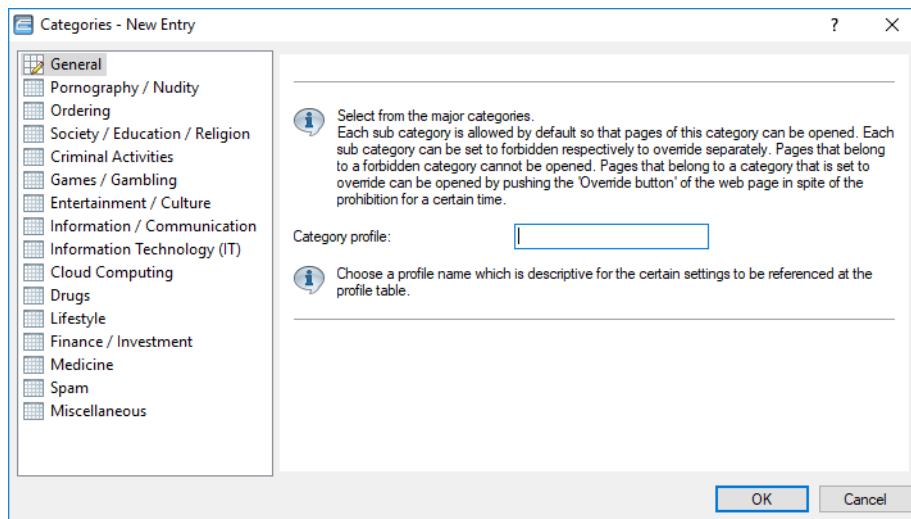 Categories - New Entry
?
General
Pornography / Nudity
Ordering
Society / Education / Religion
Criminal Activities
Games / Gambling
Entertainment / Culture
Information / Communication
Information Technology (IT)
Cloud Computing
Drugs
Lifestyle
Finance / Investment
Medicine
Spam
Miscellaneous
Select from the major categories.
Each sub category is allowed by default so that pages of this category can be opened. Each
sub category can be set to forbidden respectively to override separately. Pages that belong
to a forbidden category cannot be opened. Pages that belong to a category that is set to
override can be opened by pushing the 'Override button' of the web page in spite of the
prohibition for a certain time.
Category profile:
Choose a profile name which is descriptive for the certain settings to be referenced at the
profile table.
OK
Cancel